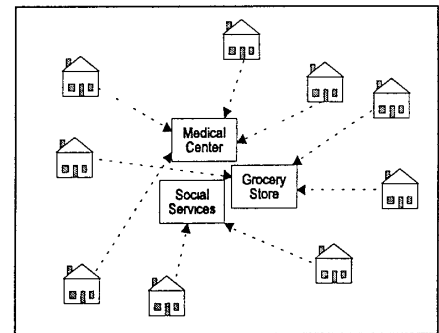 Medical
Center
Grocery
Store
Social
Services